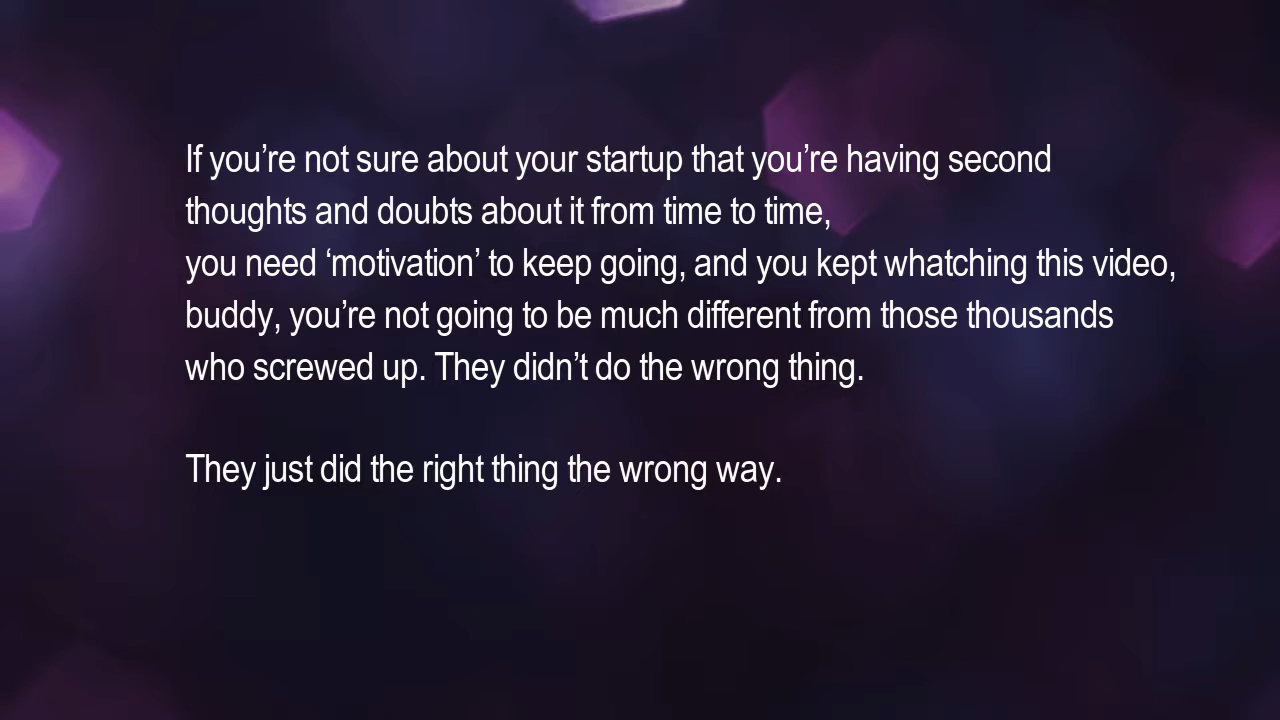 If you’re not sure about your startup that you’re having second
thoughts and doubts about it from time to time,
you need ‘motivation’ to keep going, and you kept whatching this video,
buddy, you’re not going to be much different from those thousands
who screwed up. They didn’t do the wrong thing.
They just did the right thing the wrong way.